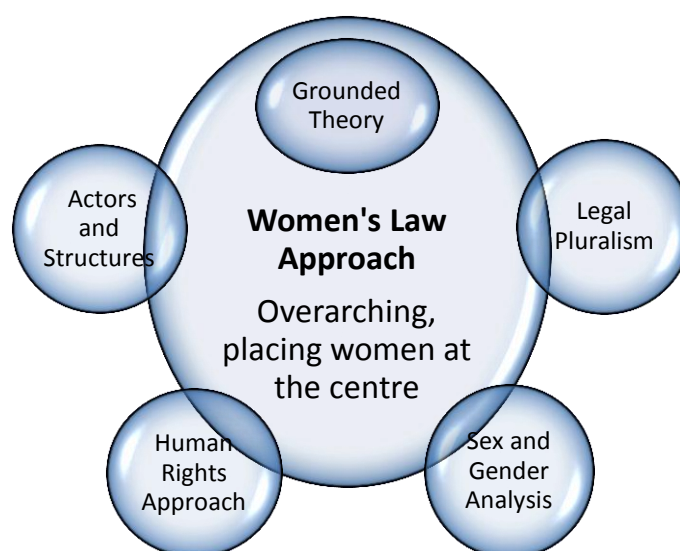 Grounded
Theory
Actors
and
Structures
Women's Law
Approach
Overarching,
placing women at
the centre
Legal
Pluralism
Human
Rights
Approach
Sex and
Gender
Analysis